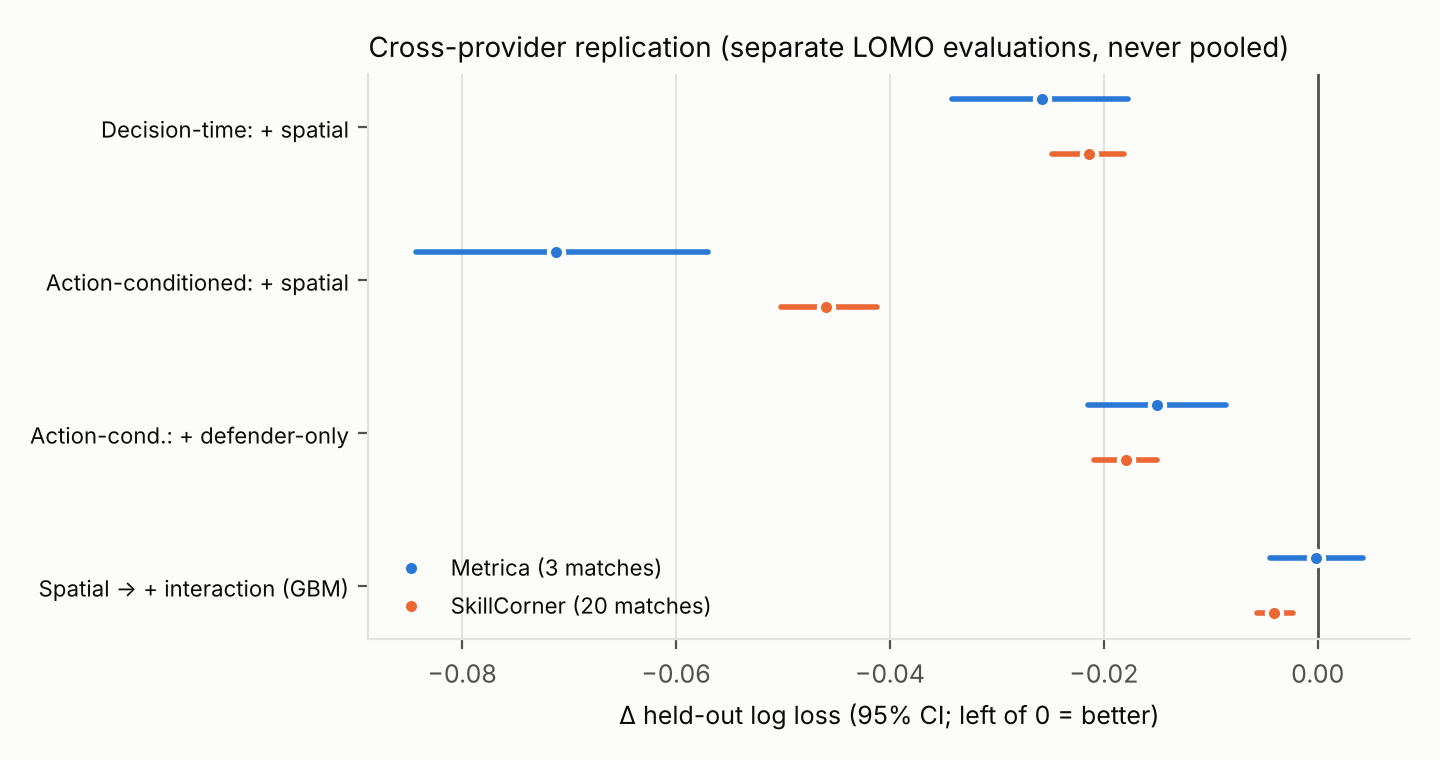 Cross-provider replication (separate LOMO evaluations, never pooled)
Decision-time: + spatial
Action-conditioned: + spatial
Action-cond.: + defender-only
Spatial → + interaction (GBM)
Metrica (3 matches)
SkillCorner (20 matches)
−0.08 −0.06 −0.04 −0.02 0.00
Δ held-out log loss (95% CI; left of 0 = better)